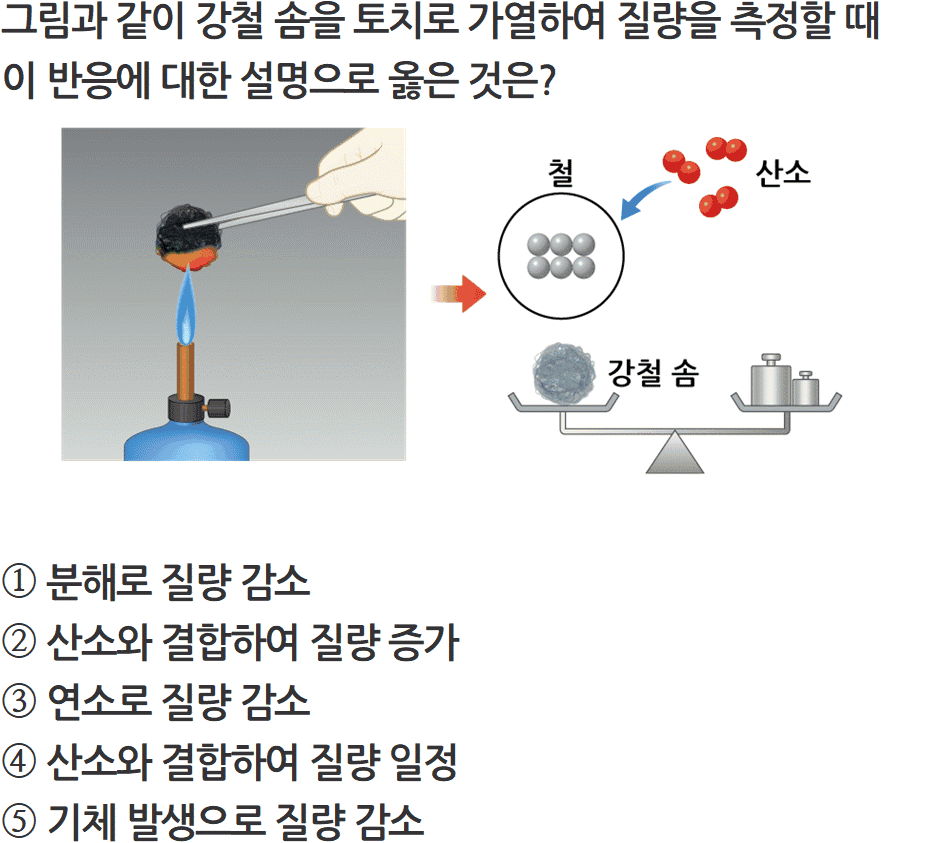 그림과 같이 강철 솜을 토치로 가열하여 질량을 측정할 때
이 반응에 대한 설명으로 옳은 것은?
철
산소
강철 솜
① 분해로 질량 감소
② 산소와 결합하여 질량 증가
③ 연소로 질량 감소
④ 산소와 결합하여 질량 일정
⑤ 기체 발생으로 질량 감소